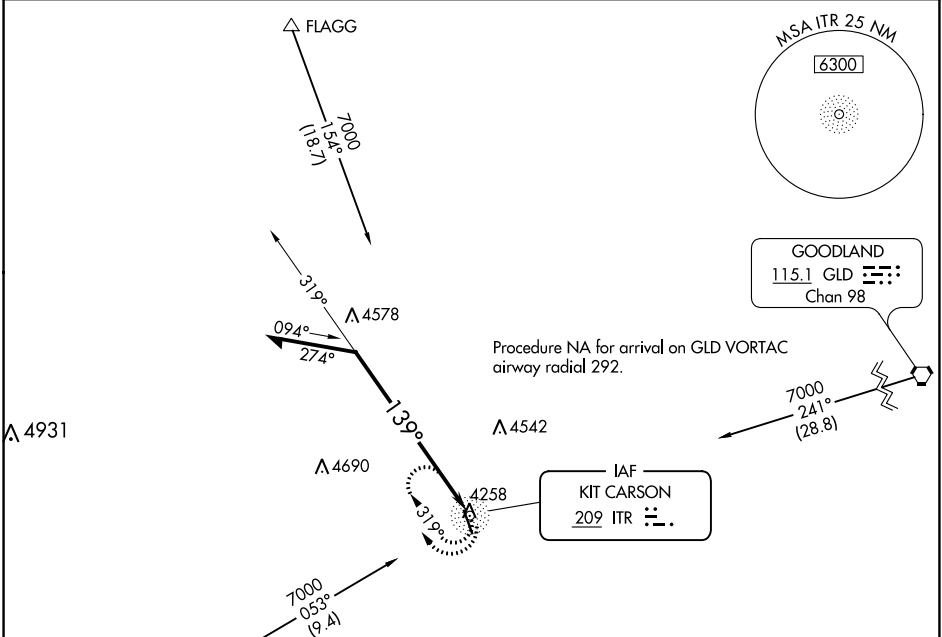 FLAGG
MSA ITR 25 NM
6300
7000
154°
(18.7)
GOODLAND
115.1 GLD
Chan 98
319°
4578
094°
274°
Procedure NA for arrival on GLD VORTAC
airway radial 292.
7000
241°
(28.8)
139°
4931
4542
4690
IAF
KIT CARSON
209 ITR
4258
319°
7000
053°
(9.4)